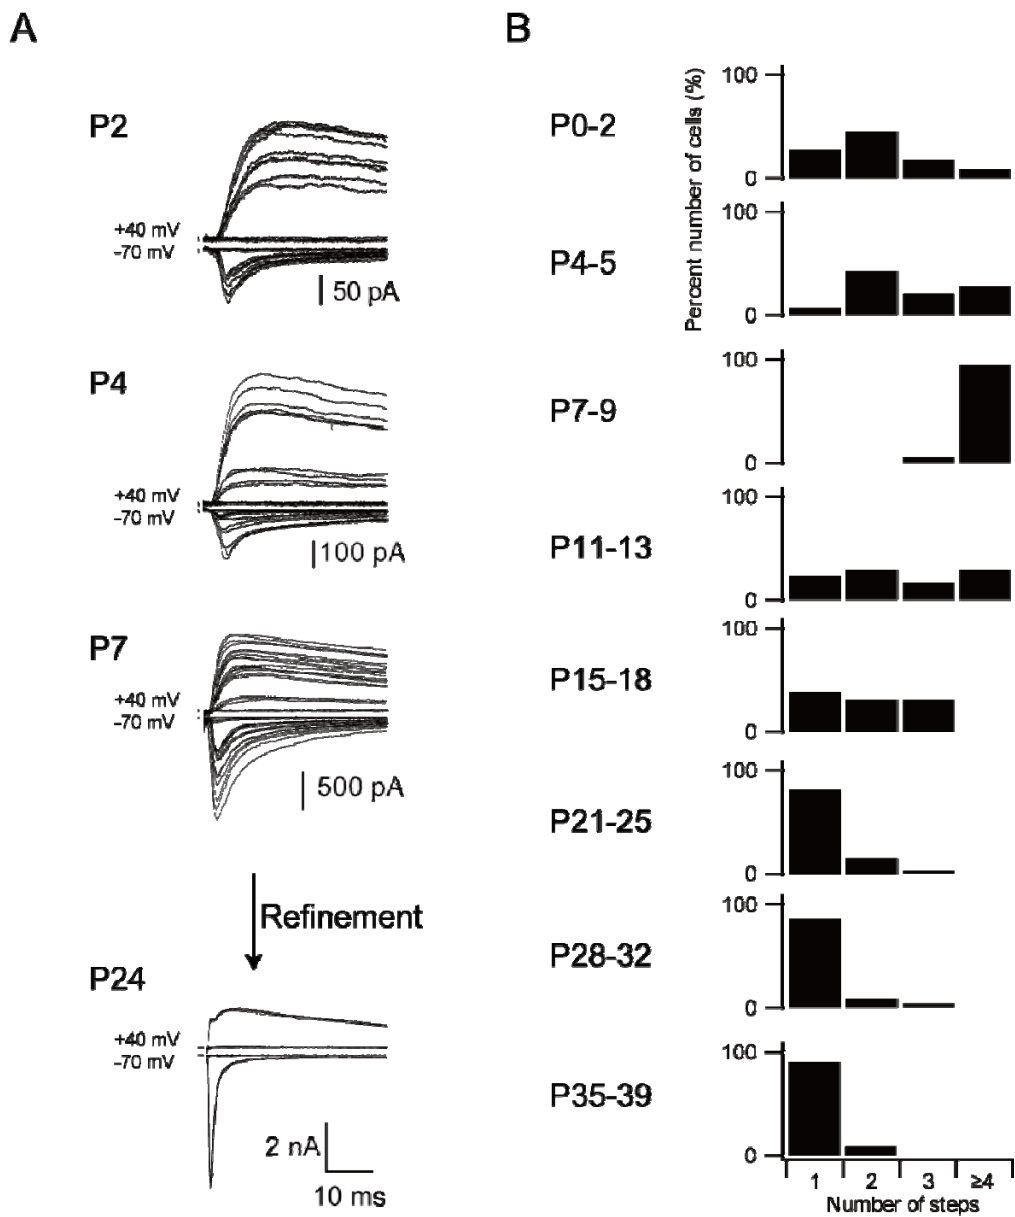 A
P2
+40 mV
-70 mV
50 pA
P4
+40 mV
-70 mV
100 pA
P7
+40 mV
-70 mV
500 pA
Refinement
P24
+40 mV
-70 mV
2 nA
10 ms
B
Percent number of cells (%)
P0-2
100
0
P4-5
100
0
P7-9
100
0
P11-13
100
0
P15-18
100
0
P21-25
100
0
P28-32
100
0
P35-39
100
0
1 2 3 ≥4
Number of steps